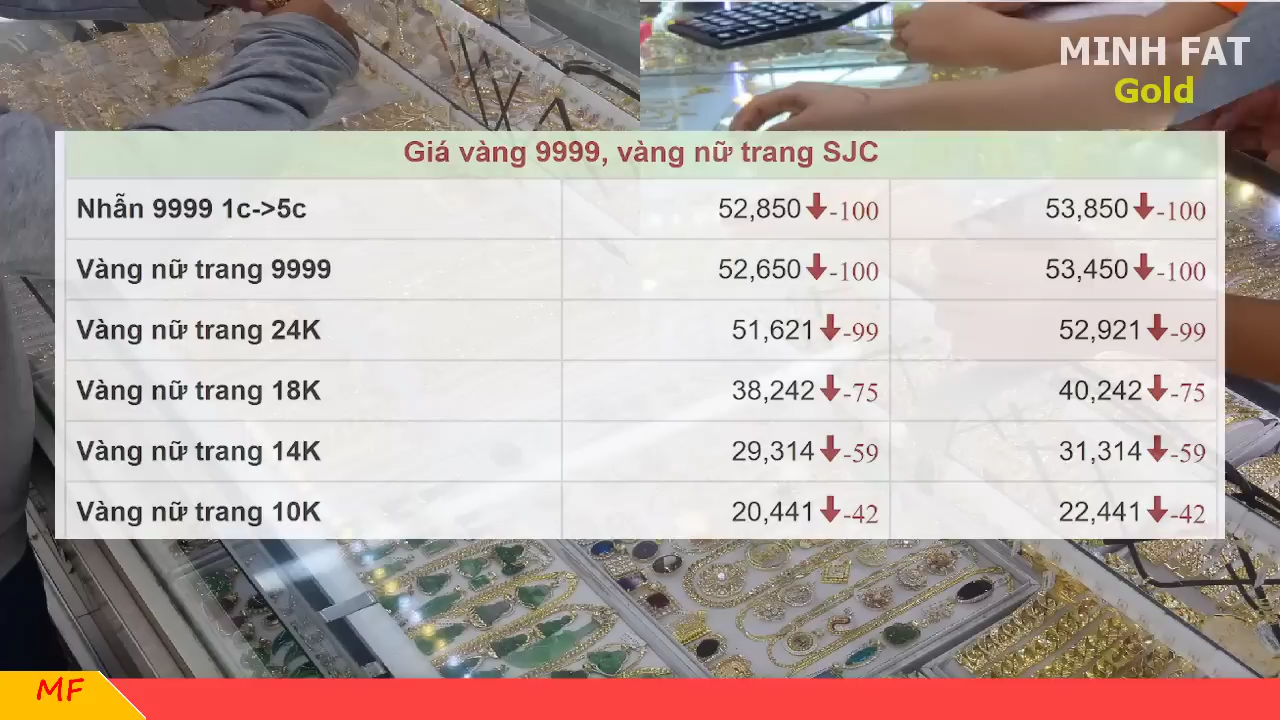 MINH FAT
Gold
Giá vàng 9999, vàng nữ trang SJC
Nhẫn 9999 1c->5c 52,850 -100 53,850 -100
Vàng nữ trang 9999 52,650 -100 53,450 -100
Vàng nữ trang 24K 51,621 -99 52,921 -99
Vàng nữ trang 18K 38,242 -75 40,242 -75
Vàng nữ trang 14K 29,314 -59 31,314 -59
Vàng nữ trang 10K 20,441 -42 22,441 -42
MF